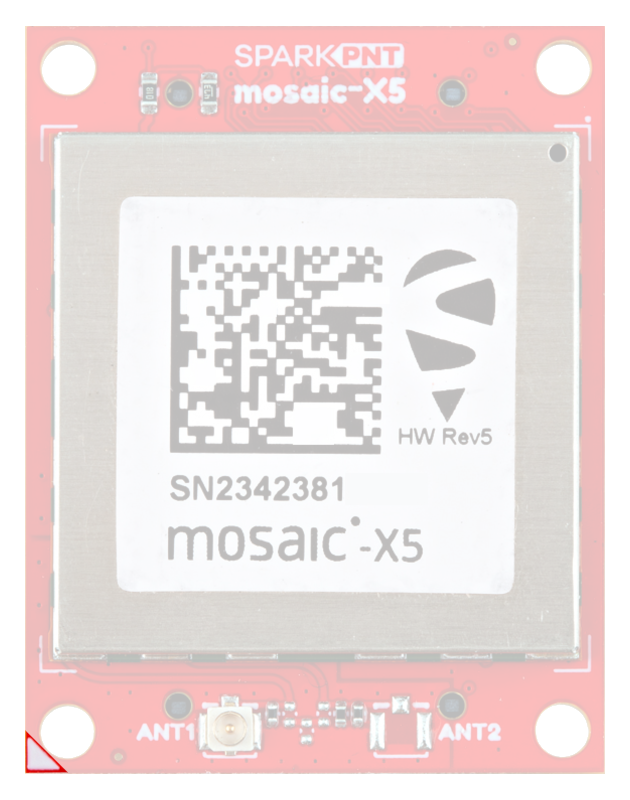 SPARKPNT
mosaic-X5
HW Rev5
SN2342381
mosaic-X5
ANT1
ANT2